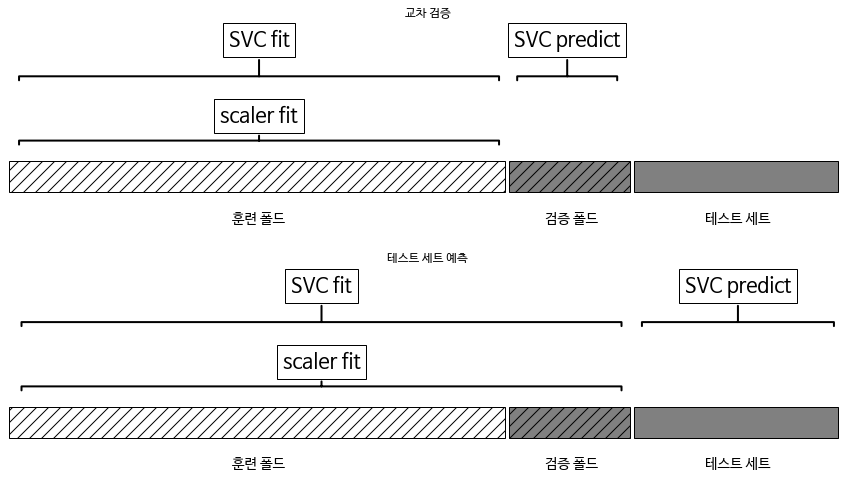 교차 검증
SVC fit
SVC predict
scaler fit
훈련 폴드
검증 폴드
테스트 세트
테스트 세트 예측
SVC fit
SVC predict
scaler fit
훈련 폴드
검증 폴드
테스트 세트